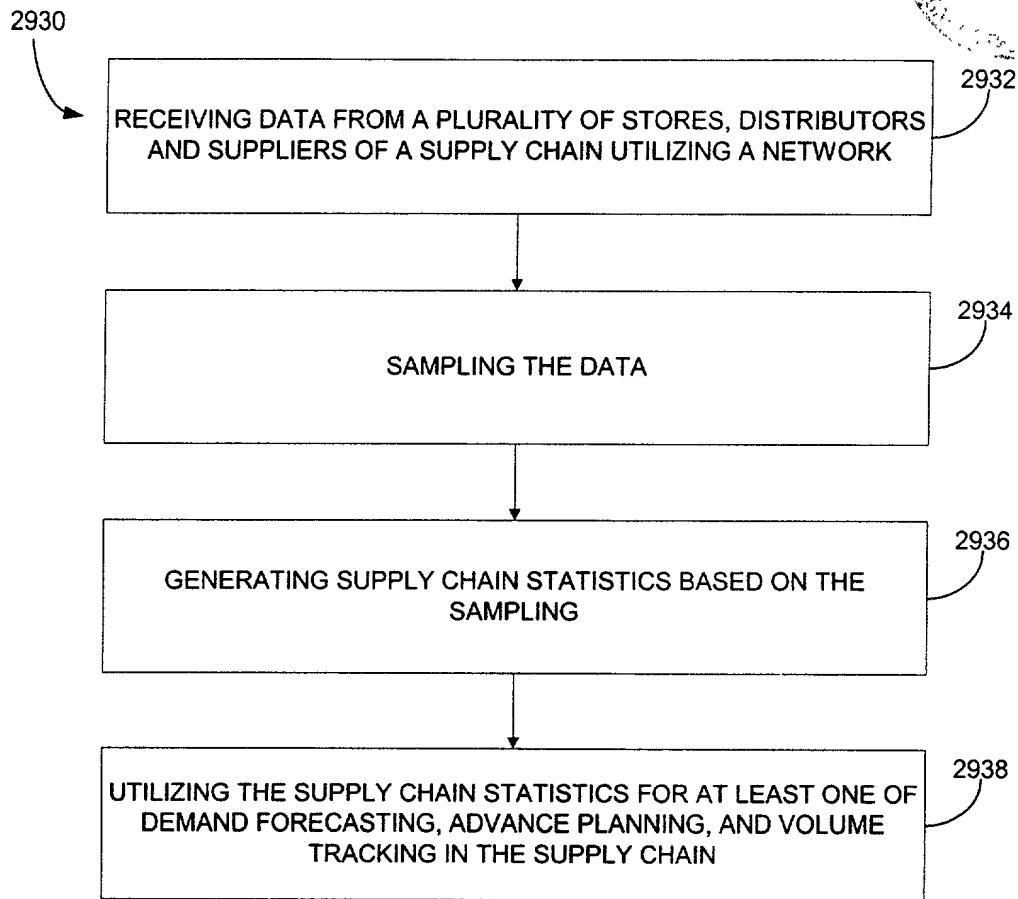 2930
2932
RECEIVING DATA FROM A PLURALITY OF STORES, DISTRIBUTORS
AND SUPPLIERS OF A SUPPLY CHAIN UTILIZING A NETWORK
2934
SAMPLING THE DATA
2936
GENERATING SUPPLY CHAIN STATISTICS BASED ON THE
SAMPLING
2938
UTILIZING THE SUPPLY CHAIN STATISTICS FOR AT LEAST ONE OF
DEMAND FORECASTING, ADVANCE PLANNING, AND VOLUME
TRACKING IN THE SUPPLY CHAIN